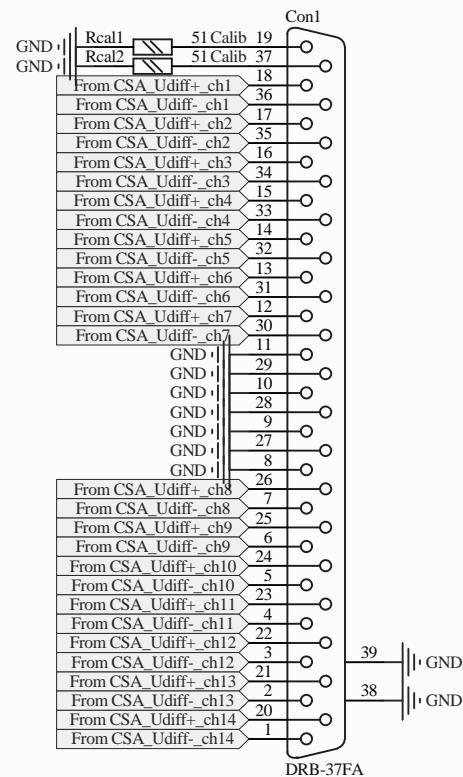 Con1
GND Rcal1 51 Calib 19
GND Rcal2 51 Calib 37
18
From CSA_Udiff+_ch1
36
From CSA_Udiff-_ch1
17
From CSA_Udiff+_ch2
35
From CSA_Udiff-_ch2
16
From CSA_Udiff+_ch3
34
From CSA_Udiff-_ch3
15
From CSA_Udiff+_ch4
33
From CSA_Udiff-_ch4
14
From CSA_Udiff+_ch5
32
From CSA_Udiff-_ch5
13
From CSA_Udiff+_ch6
31
From CSA_Udiff-_ch6
12
From CSA_Udiff+_ch7
30
From CSA_Udiff-_ch7
GND 11
GND 29
GND 10
GND 28
GND 9
GND 27
GND 8
26
From CSA_Udiff+_ch8
7
From CSA_Udiff-_ch8
25
From CSA_Udiff+_ch9
6
From CSA_Udiff-_ch9
24
From CSA_Udiff+_ch10
5
From CSA_Udiff-_ch10
23
From CSA_Udiff+_ch11
4
From CSA_Udiff-_ch11
22
From CSA_Udiff+_ch12
3
From CSA_Udiff-_ch12
39 GND
21
From CSA_Udiff+_ch13
2
From CSA_Udiff-_ch13
38 GND
20
From CSA_Udiff+_ch14
1
From CSA_Udiff-_ch14
DRB-37FA